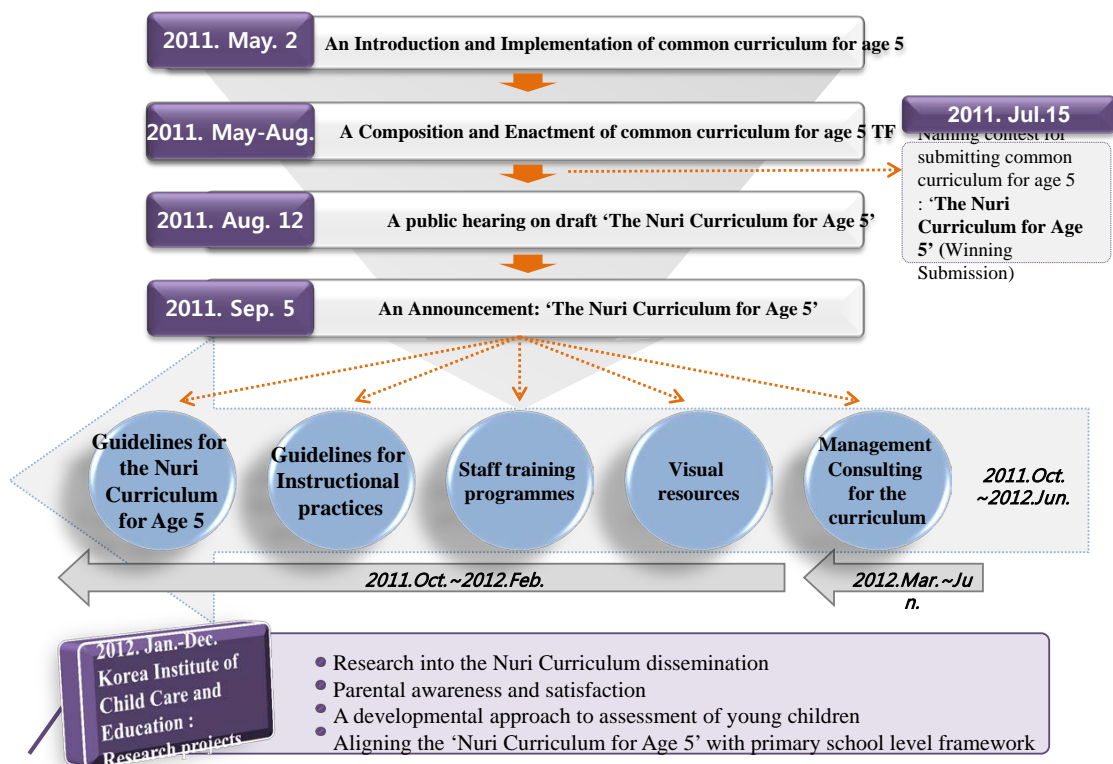 2011. May. 2
An Introduction and Implementation of common curriculum for age 5
2011. May-Aug.
A Composition and Enactment of common curriculum for age 5 TF
2011. Jul.15
Naming contest for
submitting common
curriculum for age 5
: ‘The Nuri
Curriculum for Age
5’ (Winning
Submission)
2011. Aug. 12
A public hearing on draft ‘The Nuri Curriculum for Age 5’
2011. Sep. 5
An Announcement: ‘The Nuri Curriculum for Age 5’
Guidelines for
the Nuri
Curriculum
for Age 5
Guidelines for
Instructional
practices
Staff training
programmes
Visual
resources
Management
Consulting
for the
curriculum
2011.Oct.
~2012.Jun.
2011.Oct.~2012.Feb.
2012.Mar.~Ju
n.
2012. Jan.-Dec.
Korea Institute of
Child Care and
Education :
Research projects
Research into the Nuri Curriculum dissemination
Parental awareness and satisfaction
A developmental approach to assessment of young children
Aligning the ‘Nuri Curriculum for Age 5’ with primary school level framework